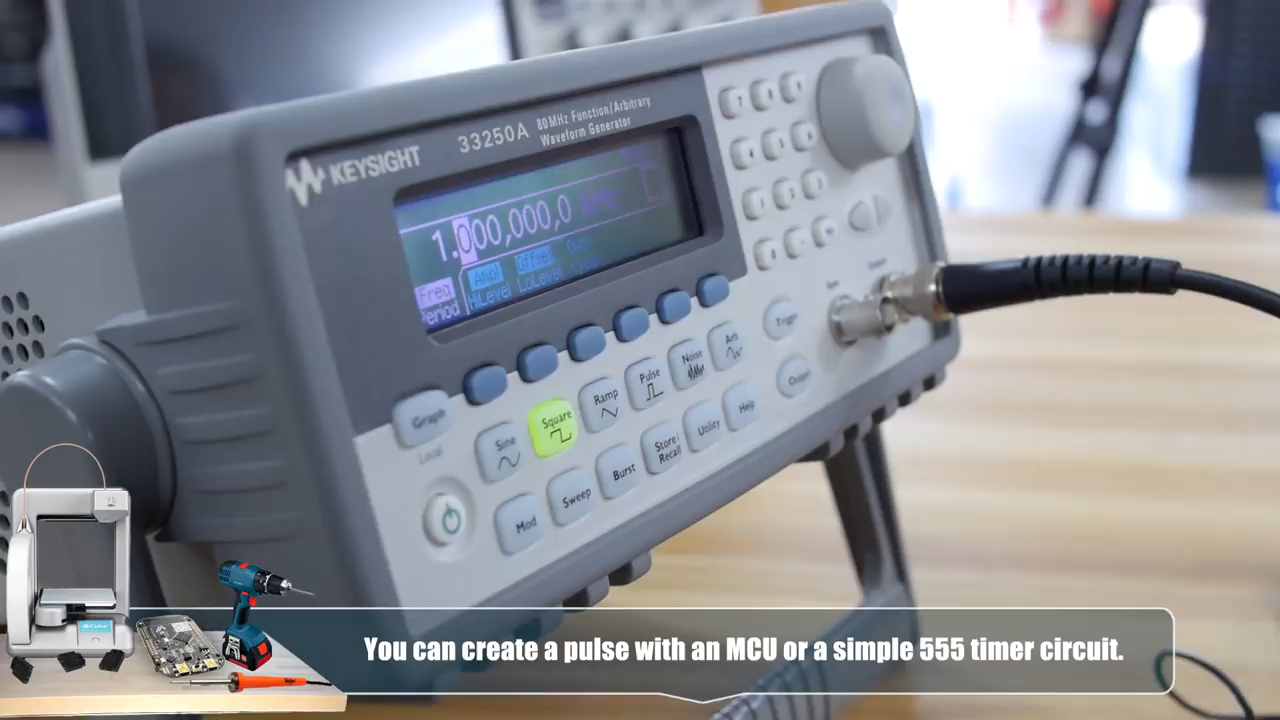 KEYSIGHT
33250A
80MHz Function/Arbitrary
Waveform Generator
1.000,000,0 kHz
Freq
Ampl
Offset
Period
HiLevel
LoLevel
Graph
Local
Sine
Square
Ramp
Pulse
Noise
Arb
Trigger
Mod
Sweep
Burst
Store/
Recall
Utility
Help
Output
You can create a pulse with an MCU or a simple 555 timer circuit.